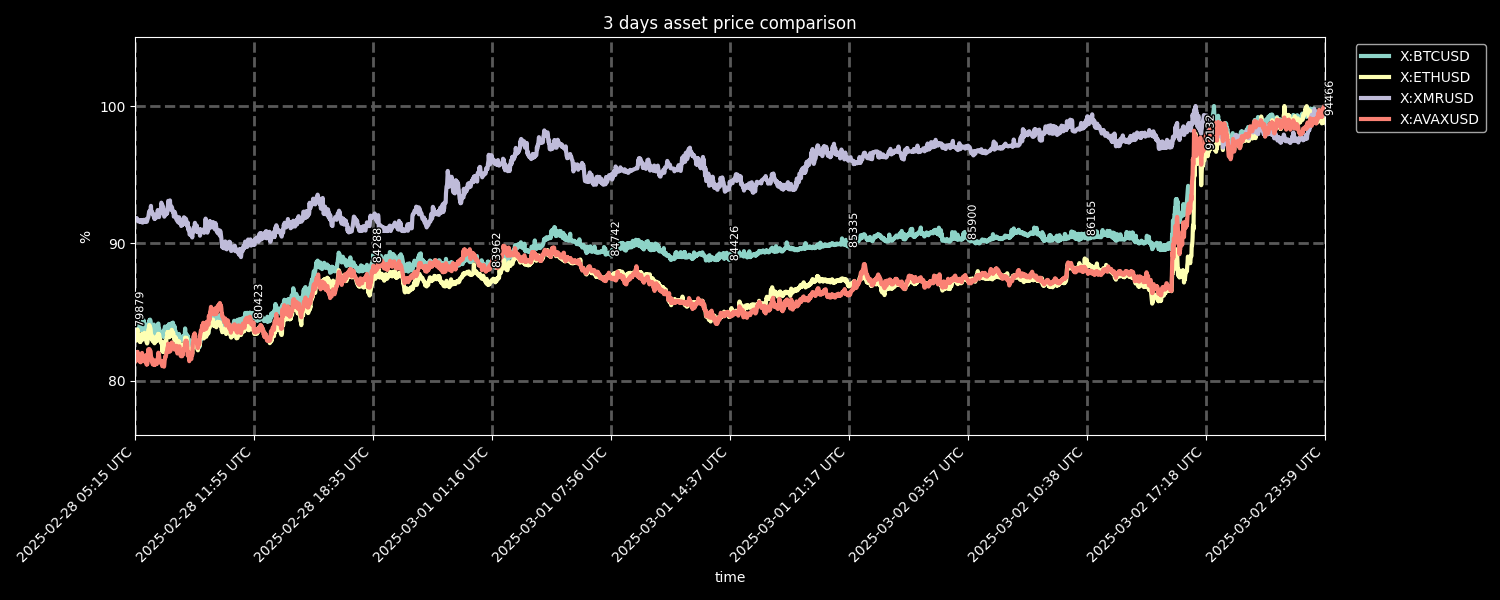 3 days asset price comparison
X:BTCUSD
X:ETHUSD
X:XMRUSD
X:AVAXUSD
%
100
90
80
79879
80423
84288
83962
84742
84426
85335
85900
86165
92132
94466
2025-02-28 05:15 UTC
2025-02-28 11:55 UTC
2025-02-28 18:35 UTC
2025-03-01 01:16 UTC
2025-03-01 07:56 UTC
2025-03-01 14:37 UTC
2025-03-01 21:17 UTC
2025-03-02 03:57 UTC
2025-03-02 10:38 UTC
2025-03-02 17:18 UTC
2025-03-02 23:59 UTC
time